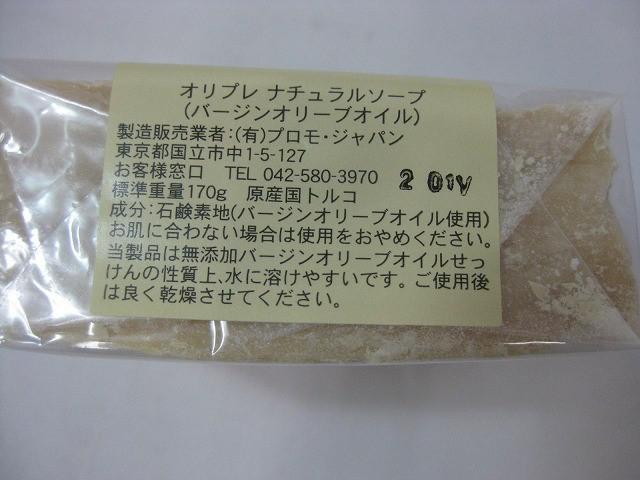 オリプレ ナチュラルソープ
(バージンオリーブオイル)
製造販売業者:(有)プロモ・ジャパン
東京都国立市中1-5-127
お客様窓口 TEL 042-580-3970
標準重量170g 原産国トルコ
2 01V
成分:石鹸素地(バージンオリーブオイル使用)
お肌に合わない場合は使用をおやめください。
当製品は無添加バージンオリーブオイルせっ
けんの性質上、水に溶けやすいです。ご使用後
は良く乾燥させてください。